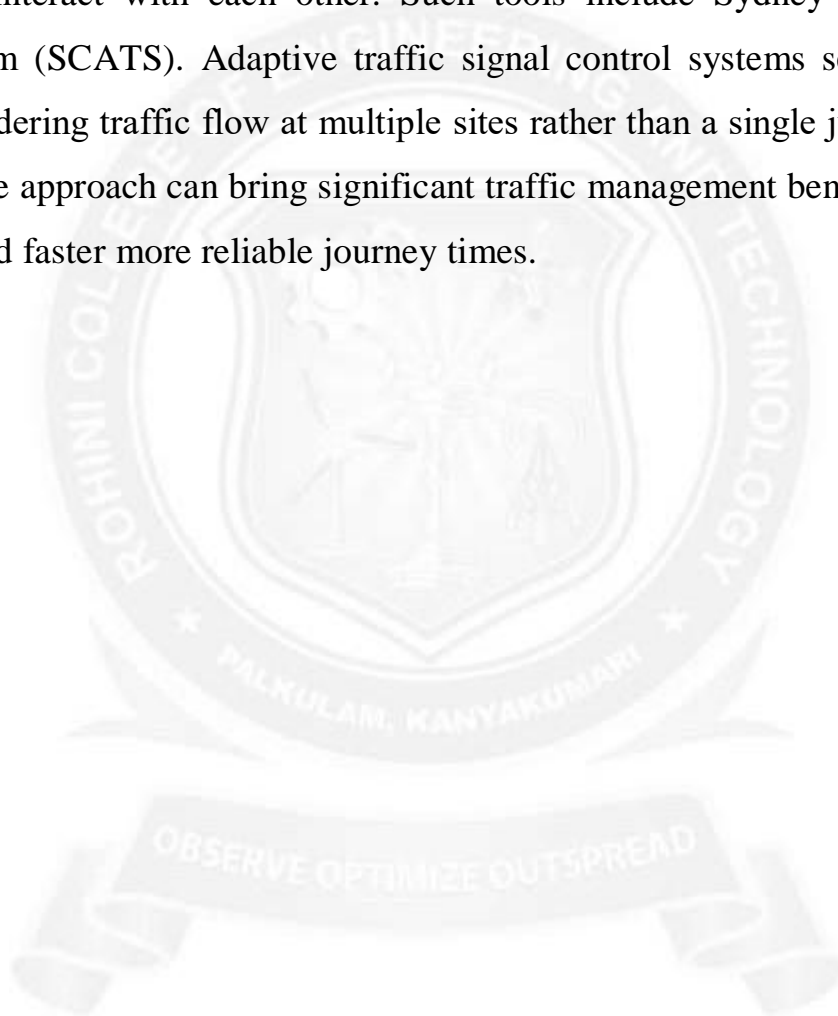 interact with each other. Such tools include Sydney
m (SCATS). Adaptive traffic signal control systems s
dering traffic flow at multiple sites rather than a single j
e approach can bring significant traffic management ben
d faster more reliable journey times.
ROHINI COLLEGE OF ENGINEERING AND TECHNOLOGY
PALKULAM, KANYAKUMARI
OBSERVE OPTIMIZE OUTSPREAD